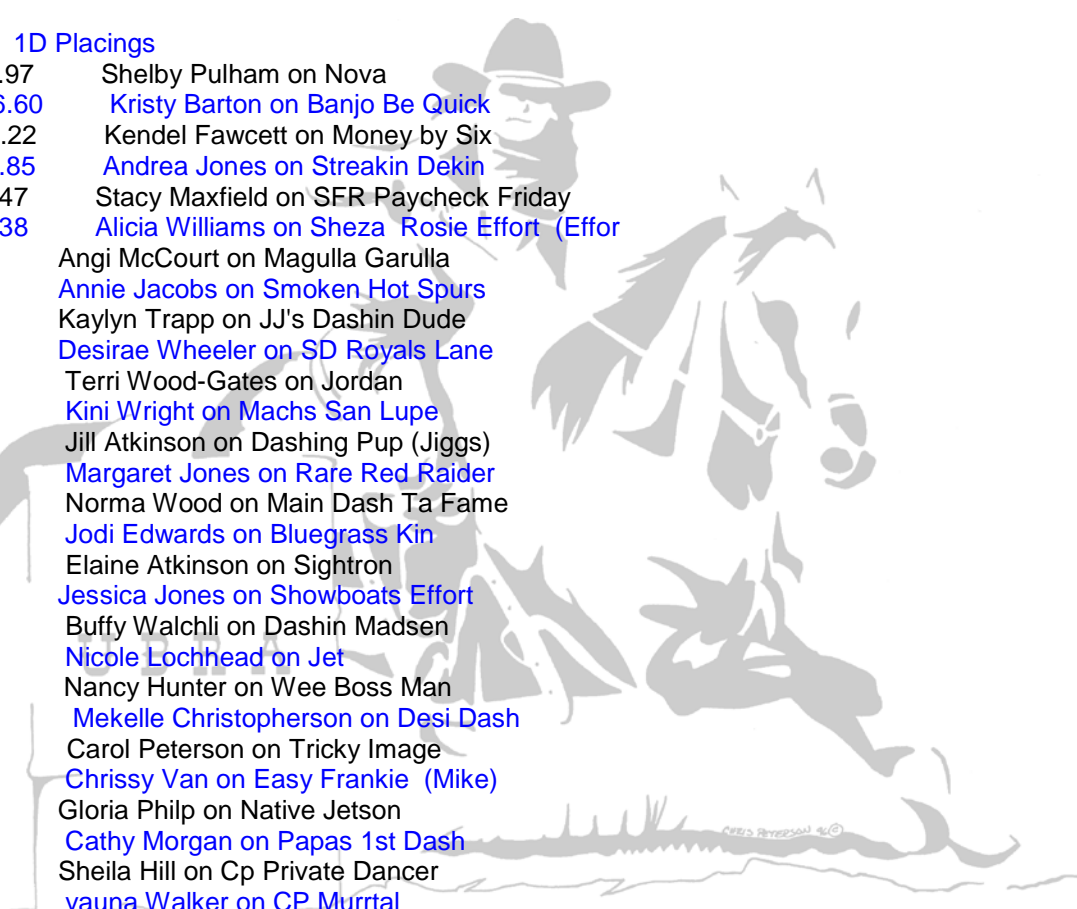 1D Placings
.97 Shelby Pulham on Nova
6.60 Kristy Barton on Banjo Be Quick
.22 Kendel Fawcett on Money by Six
.85 Andrea Jones on Streakin Dekin
47 Stacy Maxfield on SFR Paycheck Friday
38 Alicia Williams on Sheza Rosie Effort (Effor
Angi McCourt on Magulla Garulla
Annie Jacobs on Smoken Hot Spurs
Kaylyn Trapp on JJ's Dashin Dude
Desirae Wheeler on SD Royals Lane
Terri Wood-Gates on Jordan
Kini Wright on Machs San Lupe
Jill Atkinson on Dashing Pup (Jiggs)
Margaret Jones on Rare Red Raider
Norma Wood on Main Dash Ta Fame
Jodi Edwards on Bluegrass Kin
Elaine Atkinson on Sightron
Jessica Jones on Showboats Effort
Buffy Walchli on Dashin Madsen
UBRA
Nicole Lochhead on Jet
Nancy Hunter on Wee Boss Man
Mekelle Christopherson on Desi Dash
Carol Peterson on Tricky Image
Chrissy Van on Easy Frankie (Mike)
Gloria Philp on Native Jetson
CHRIS PETERSON 96©
Cathy Morgan on Papas 1st Dash
Sheila Hill on Cp Private Dancer
yauna Walker on CP Murrtal